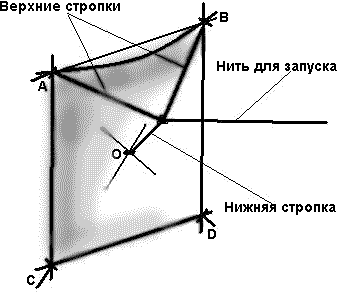 Верхние стропки
B
Нить для запуска
A
O
Нижняя стропка
D
C